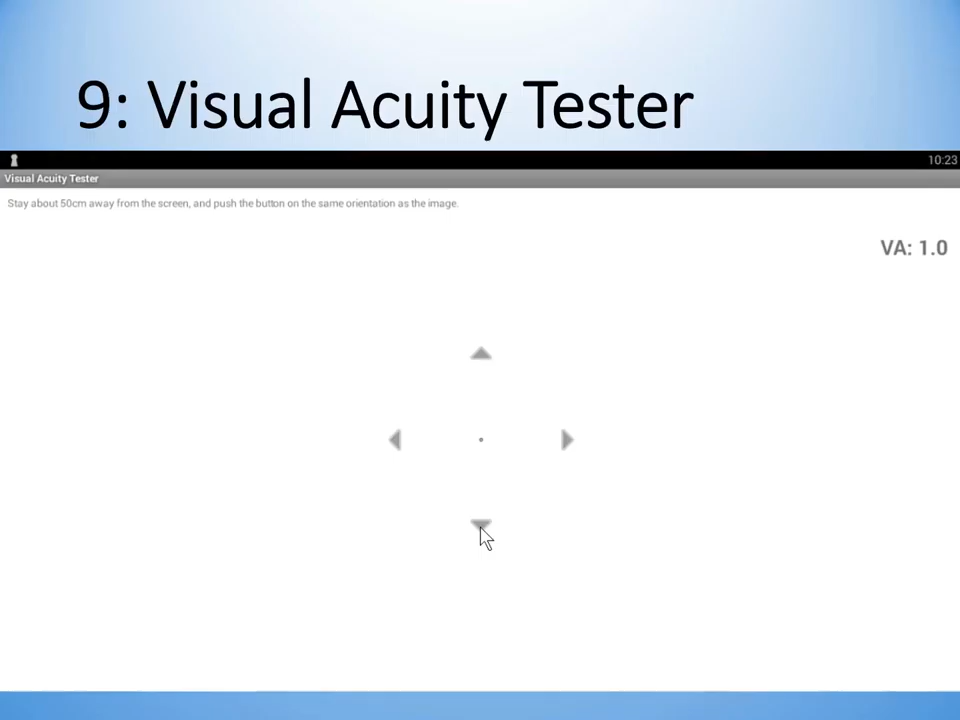 9: Visual Acuity Tester
10:23
Visual Acuity Tester
Stay about 50cm away from the screen, and push the button on the same orientation as the image.
VA: 1.0